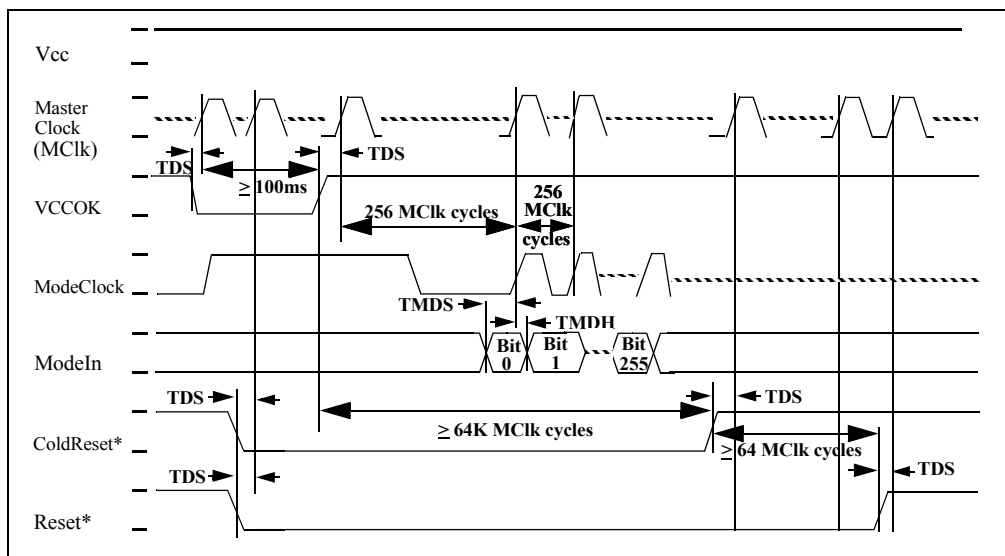 Vcc
Master
Clock
(MClk)
TDS
TDS
≥ 100ms
VCCOK
256 MClk cycles
256
MClk
cycles
ModeClock
TMDS
TMDH
ModeIn
Bit
0
Bit
1
Bit
255
TDS
TDS
ColdReset*
≥ 64K MClk cycles
≥ 64 MClk cycles
TDS
TDS
Reset*